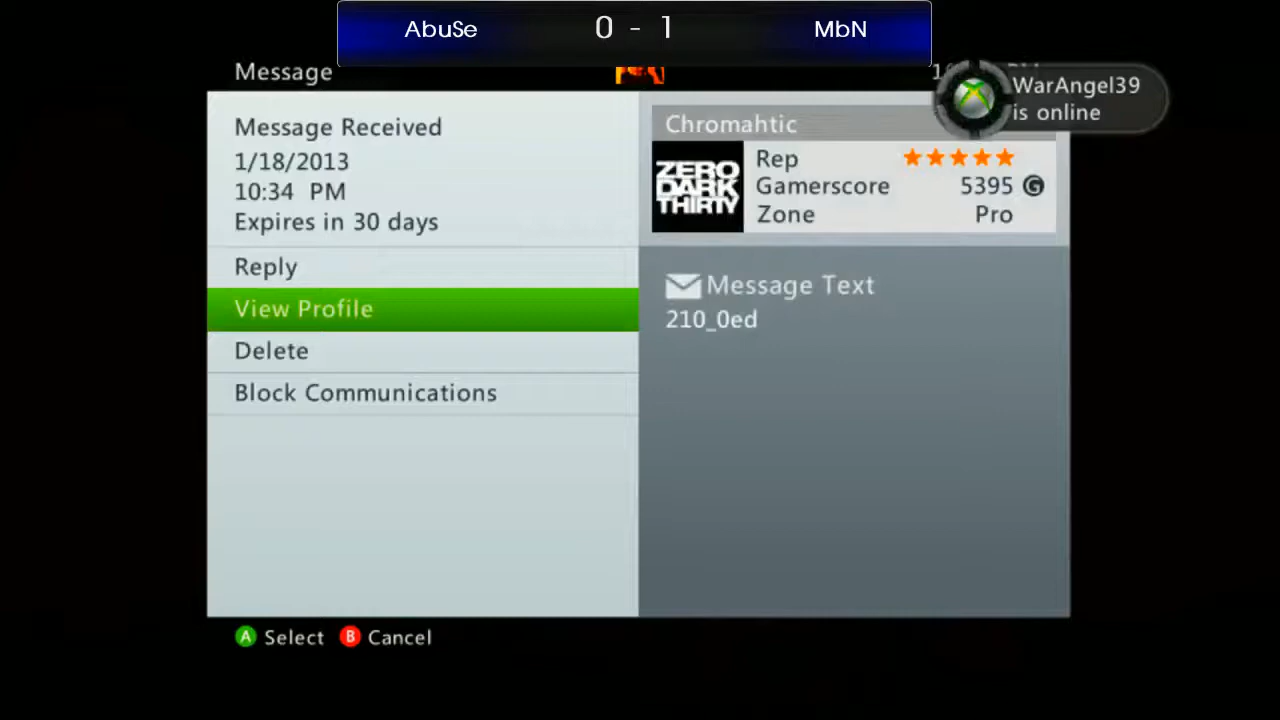 AbuSe 0 - 1 MbN
Message
WarAngel39
is online
Message Received
1/18/2013
10:34 PM
Expires in 30 days
Reply
View Profile
Delete
Block Communications
Chromahtic
ZERO
DARK
THIRTY
Rep
Gamerscore 5395 G
Zone Pro
Message Text
210_0ed
A Select B Cancel